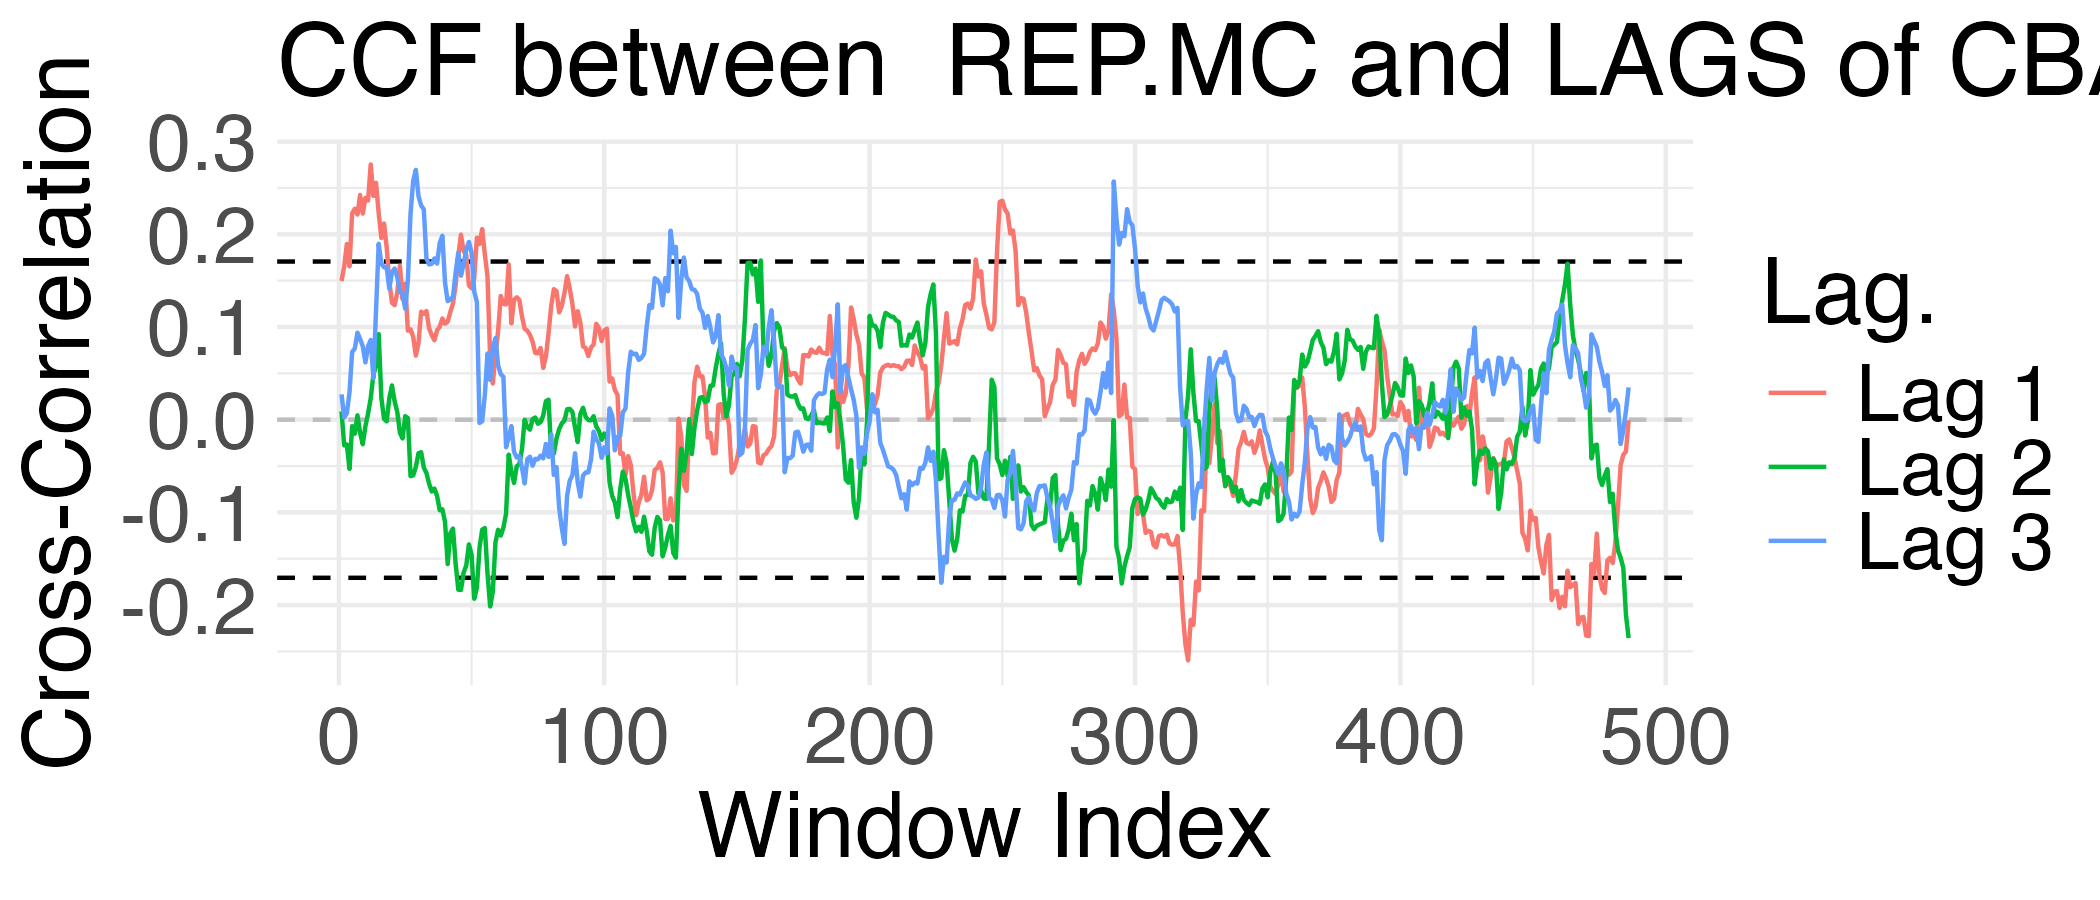 CCF between  REP.MC and LAGS of CBA
Cross-Correlation
0.3
0.2
0.1
0.0
-0.1
-0.2
0
100
200
300
400
500
Window Index
Lag.
Lag 1
Lag 2
Lag 3